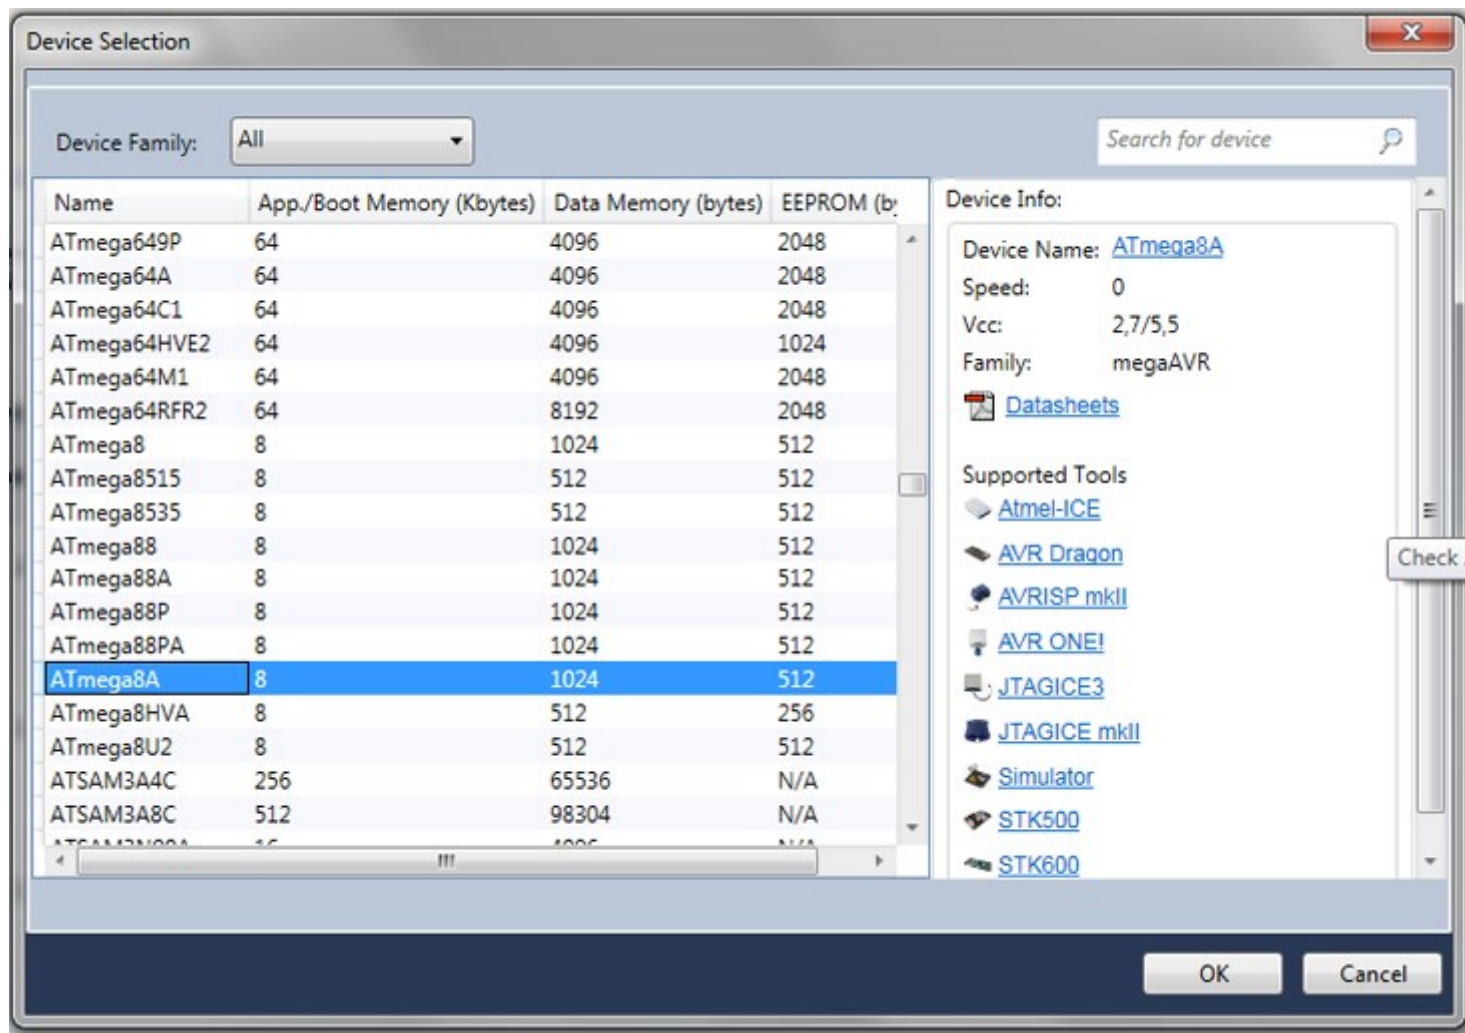 Device Selection
Device Family: All
Search for device
Name App./Boot Memory (Kbytes) Data Memory (bytes) EEPROM (by
ATmega649P 64 4096 2048
ATmega64A 64 4096 2048
ATmega64C1 64 4096 2048
ATmega64HVE2 64 4096 1024
ATmega64M1 64 4096 2048
ATmega64RFR2 64 8192 2048
ATmega8 8 1024 512
ATmega8515 8 512 512
ATmega8535 8 512 512
ATmega88 8 1024 512
ATmega88A 8 1024 512
ATmega88P 8 1024 512
ATmega88PA 8 1024 512
ATmega8A 8 1024 512
ATmega8HVA 8 512 256
ATmega8U2 8 512 512
ATSAM3A4C 256 65536 N/A
ATSAM3A8C 512 98304 N/A
Device Info:
Device Name: ATmega8A
Speed: 0
Vcc: 2,7/5,5
Family: megaAVR
Datasheets
Supported Tools
Atmel-ICE
AVR Dragon
AVRISP mkII
AVR ONE!
JTAGICE3
JTAGICE mkII
Simulator
STK500
STK600
Check
OK Cancel